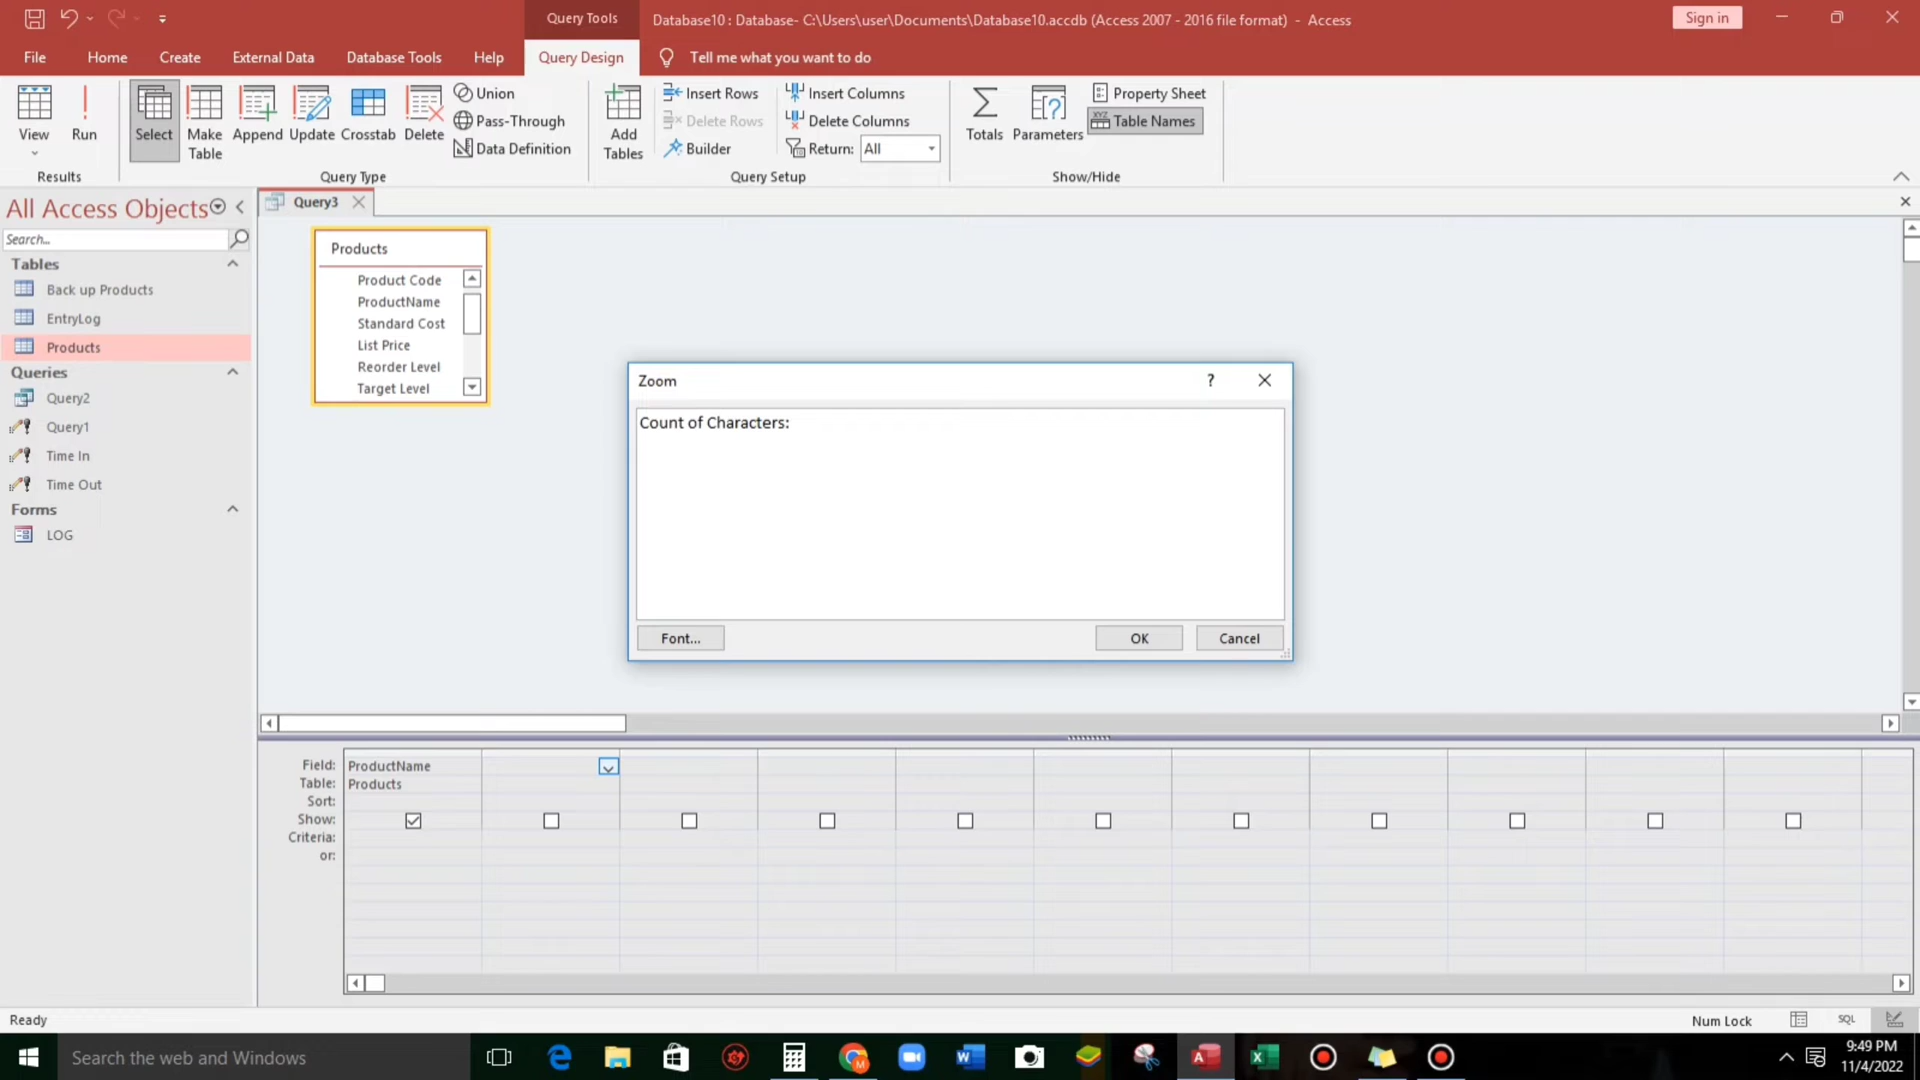 Query Tools
Database10 : Database- C:\Users\user\Documents\Database10.accdb (Access 2007 - 2016 file format) - Access
Sign in
File
Home
Create
External Data
Database Tools
Help
Query Design
Tell me what you want to do
View
Run
Select
Make Table
Append
Update
Crosstab
Delete
Union
Pass-Through
Data Definition
Add Tables
Insert Rows
Delete Rows
Builder
Insert Columns
Delete Columns
Return: All
Totals
Parameters
Property Sheet
Table Names
Results
Query Type
Query Setup
Show/Hide
All Access Objects
Search...
Tables
Back up Products
EntryLog
Products
Queries
Query2
Query1
Time In
Time Out
Forms
LOG
Query3
Products
Product Code
ProductName
Standard Cost
List Price
Reorder Level
Target Level
Zoom
Count of Characters:
Font...
OK
Cancel
Field: ProductName
Table: Products
Sort:
Show:
Criteria:
or:
Ready
Num Lock
SQL
Search the web and Windows
9:49 PM
11/4/2022